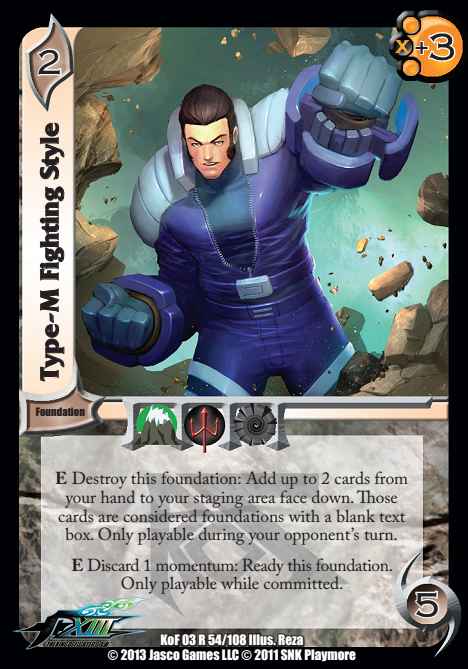 2
X +3
Type-M Fighting Style
Foundation
E Destroy this foundation: Add up to 2 cards from
your hand to your staging area face down. Those
cards are considered foundations with a blank text
box. Only playable during your opponent's turn.
E Discard 1 momentum: Ready this foundation.
Only playable while committed.
5
XIII
KoF 03 R 54/108 Illus. Reza
© 2013 Jasco Games LLC © 2011 SNK Playmore